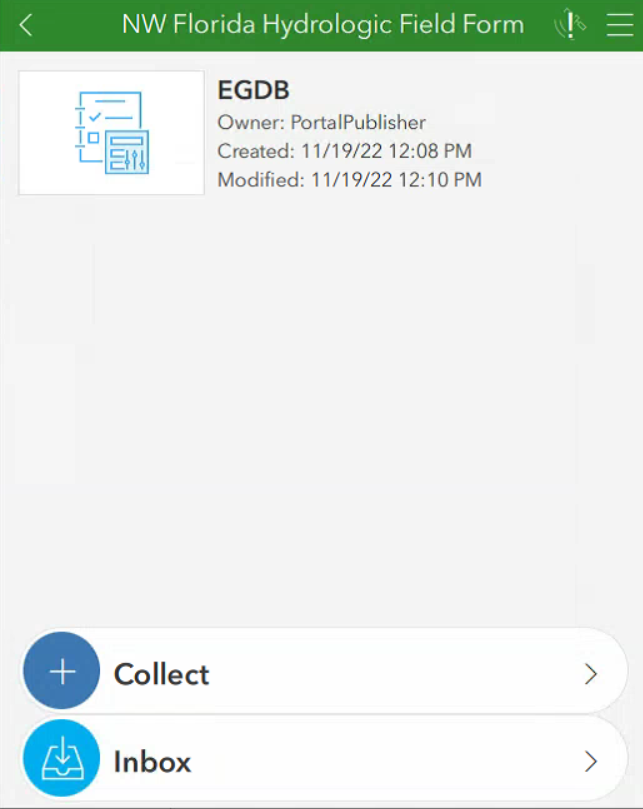 NW Florida Hydrologic Field Form
EGDB
Owner: PortalPublisher
Created: 11/19/22 12:08 PM
Modified: 11/19/22 12:10 PM
Collect
Inbox